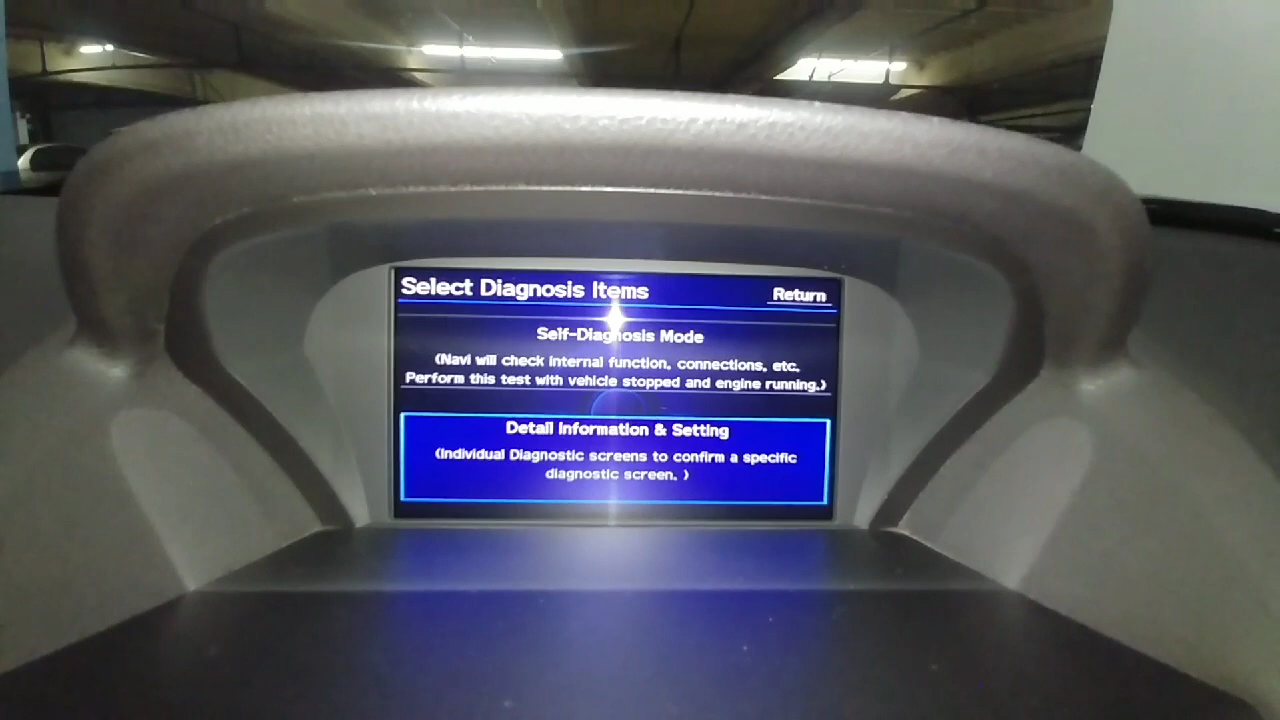 Select Diagnosis Items
Return
Self-Diagnosis Mode
(Navi will check internal function, connections, etc.
Perform this test with vehicle stopped and engine running.)
Detail Information & Setting
(Individual Diagnostic screens to confirm a specific
diagnostic screen. )